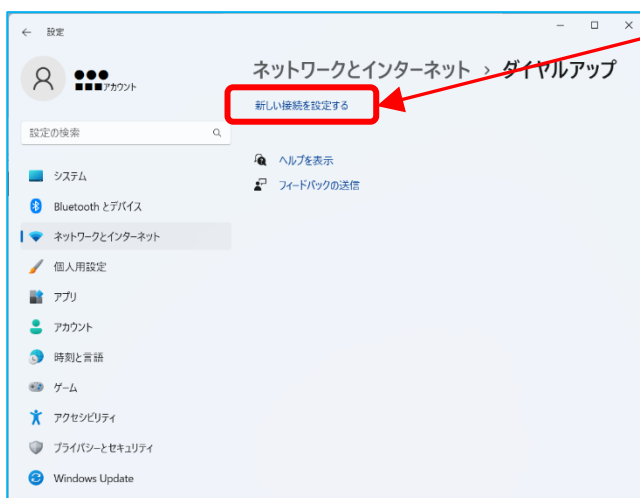 設定
●●●
■■■アカウント
ネットワークとインターネット › ダイヤルアップ
新しい接続を設定する
設定の検索
ヘルプを表示
フィードバックの送信
システム
Bluetooth とデバイス
ネットワークとインターネット
個人用設定
アプリ
アカウント
時刻と言語
ゲーム
アクセシビリティ
プライバシーとセキュリティ
Windows Update